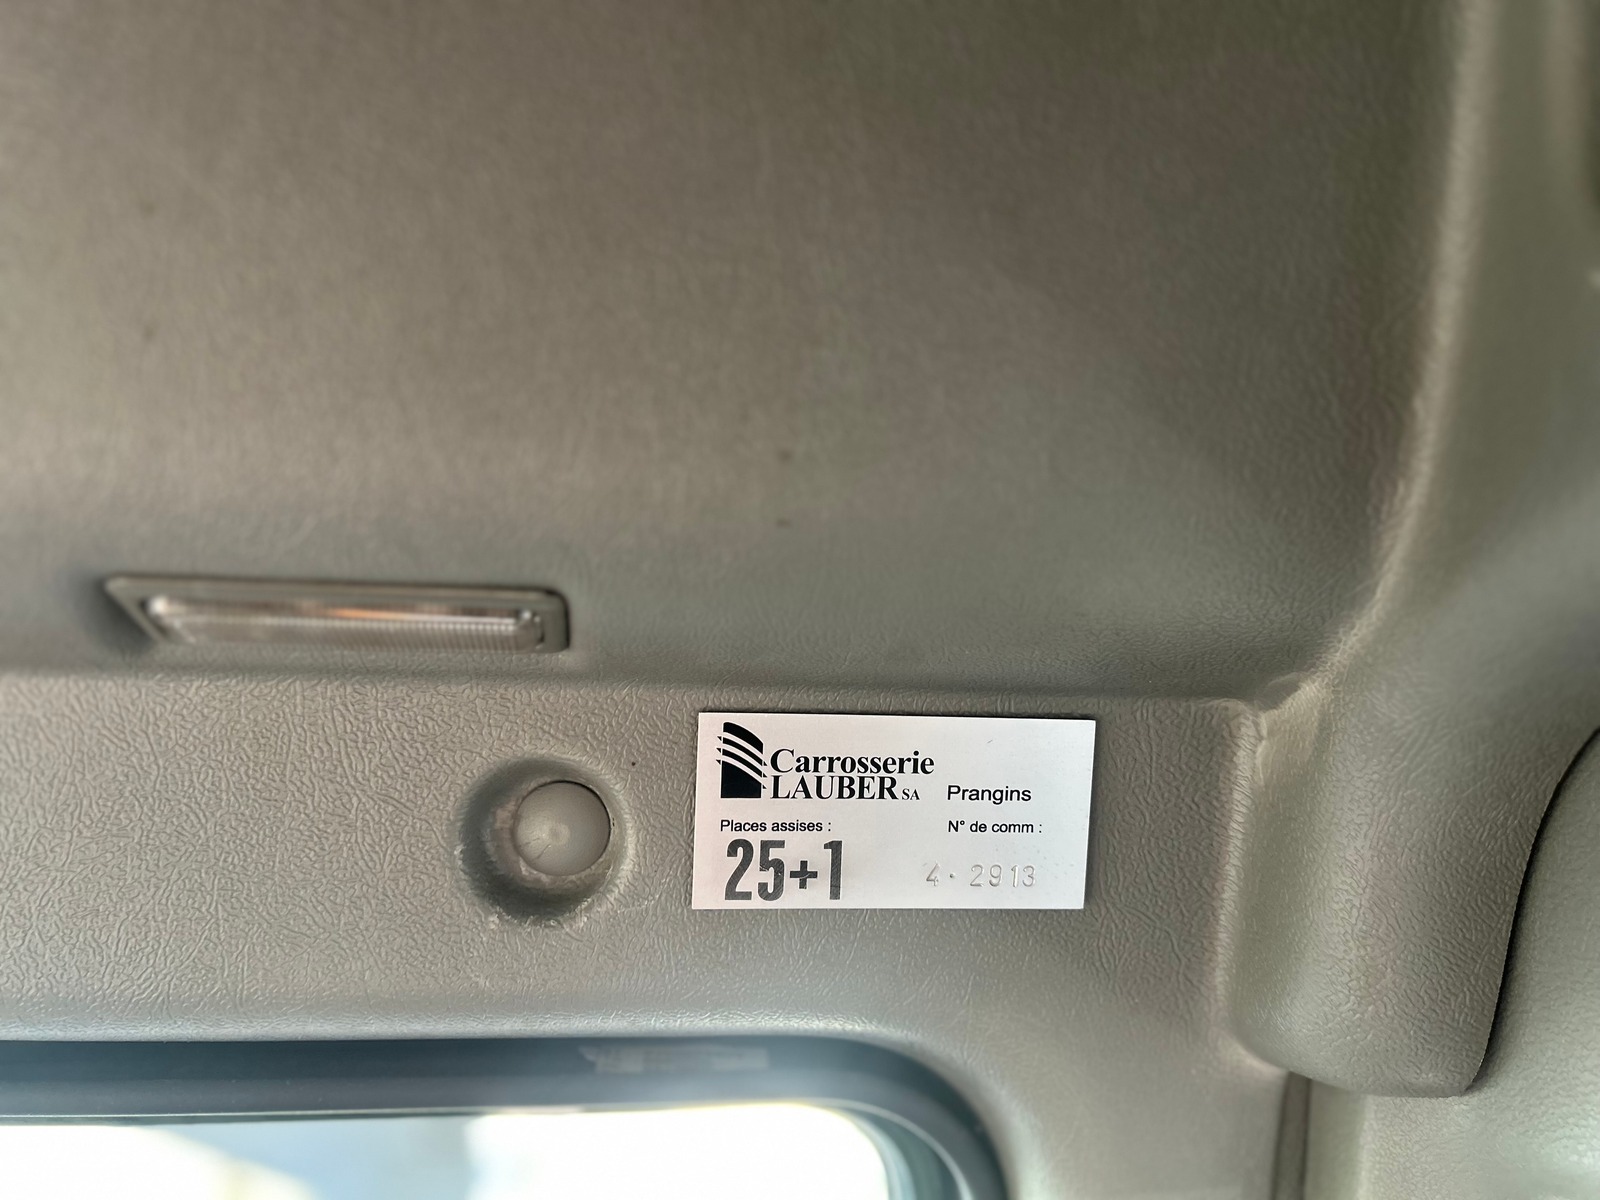 Carrosserie
LAUBER SA Prangins
Places assises : N° de comm :
25+1 4 · 2913